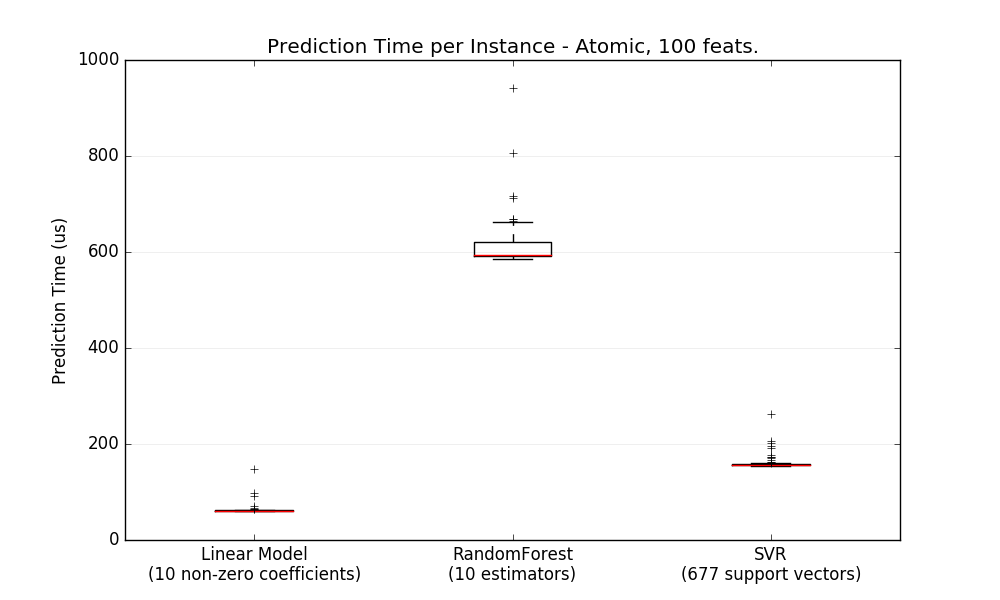 Prediction Time per Instance - Atomic, 100 feats.
1000
800
600
400
200
0
Prediction Time (us)
Linear Model
(10 non-zero coefficients)
RandomForest
(10 estimators)
SVR
(677 support vectors)